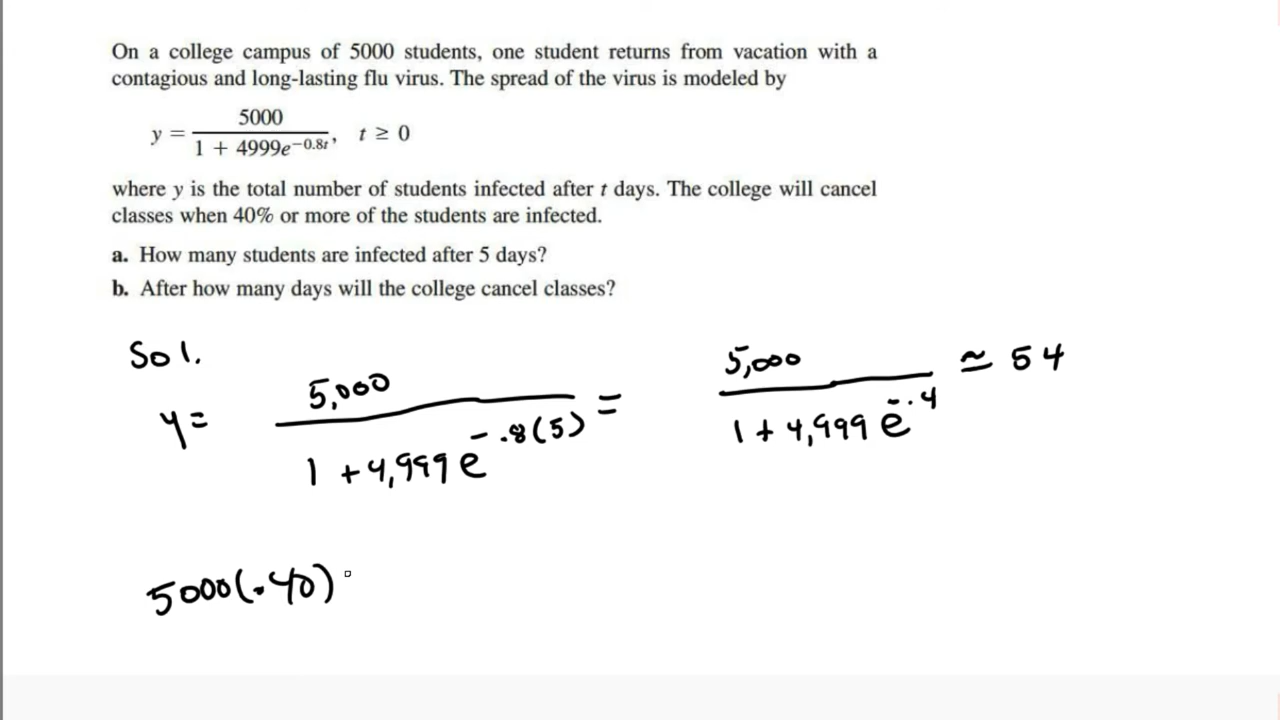 On a college campus of 5000 students, one student returns from vacation with a
contagious and long-lasting flu virus. The spread of the virus is modeled by
y = 5000 / (1 + 4999e^(−0.8t)), t ≥ 0
where y is the total number of students infected after t days. The college will cancel
classes when 40% or more of the students are infected.
a. How many students are infected after 5 days?
b. After how many days will the college cancel classes?
Sol.
y = 5,000 / (1 + 4,999 e^(-.8(5))) = 5,000 / (1 + 4,999 e^(-.4)) ≃ 54
5000(.40)